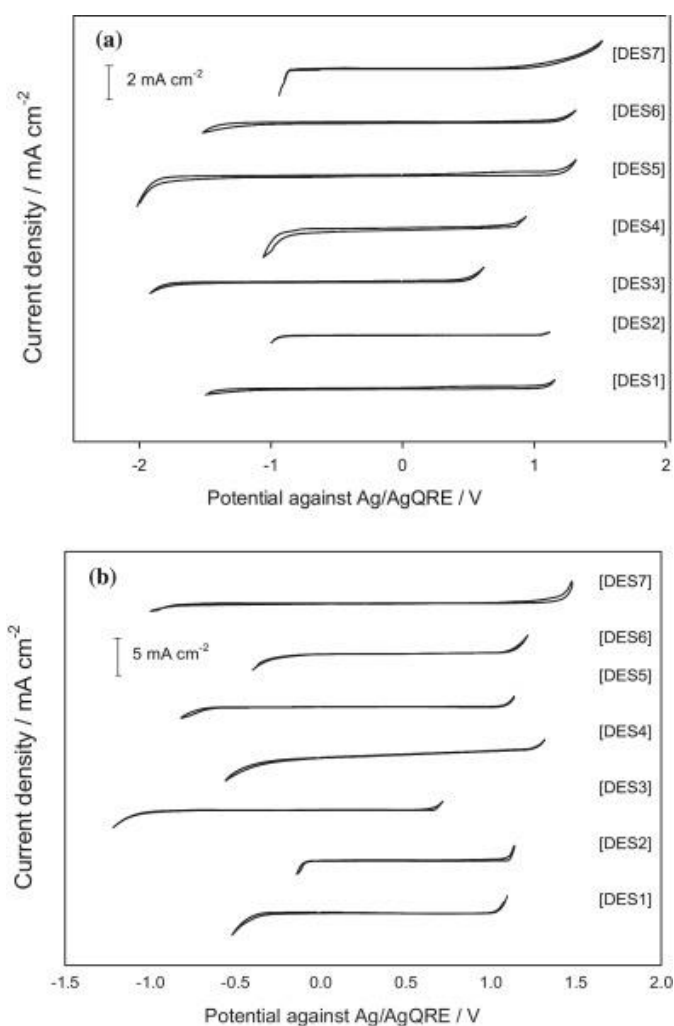 (a)
2 mA cm⁻²
[DES7]
[DES6]
[DES5]
[DES4]
[DES3]
[DES2]
[DES1]
Current density / mA cm⁻²
-2 -1 0 1 2
Potential against Ag/AgQRE / V
(b)
5 mA cm⁻²
[DES7]
[DES6]
[DES5]
[DES4]
[DES3]
[DES2]
[DES1]
Current density / mA cm⁻²
-1.5 -1.0 -0.5 0.0 0.5 1.0 1.5 2.0
Potential against Ag/AgQRE / V